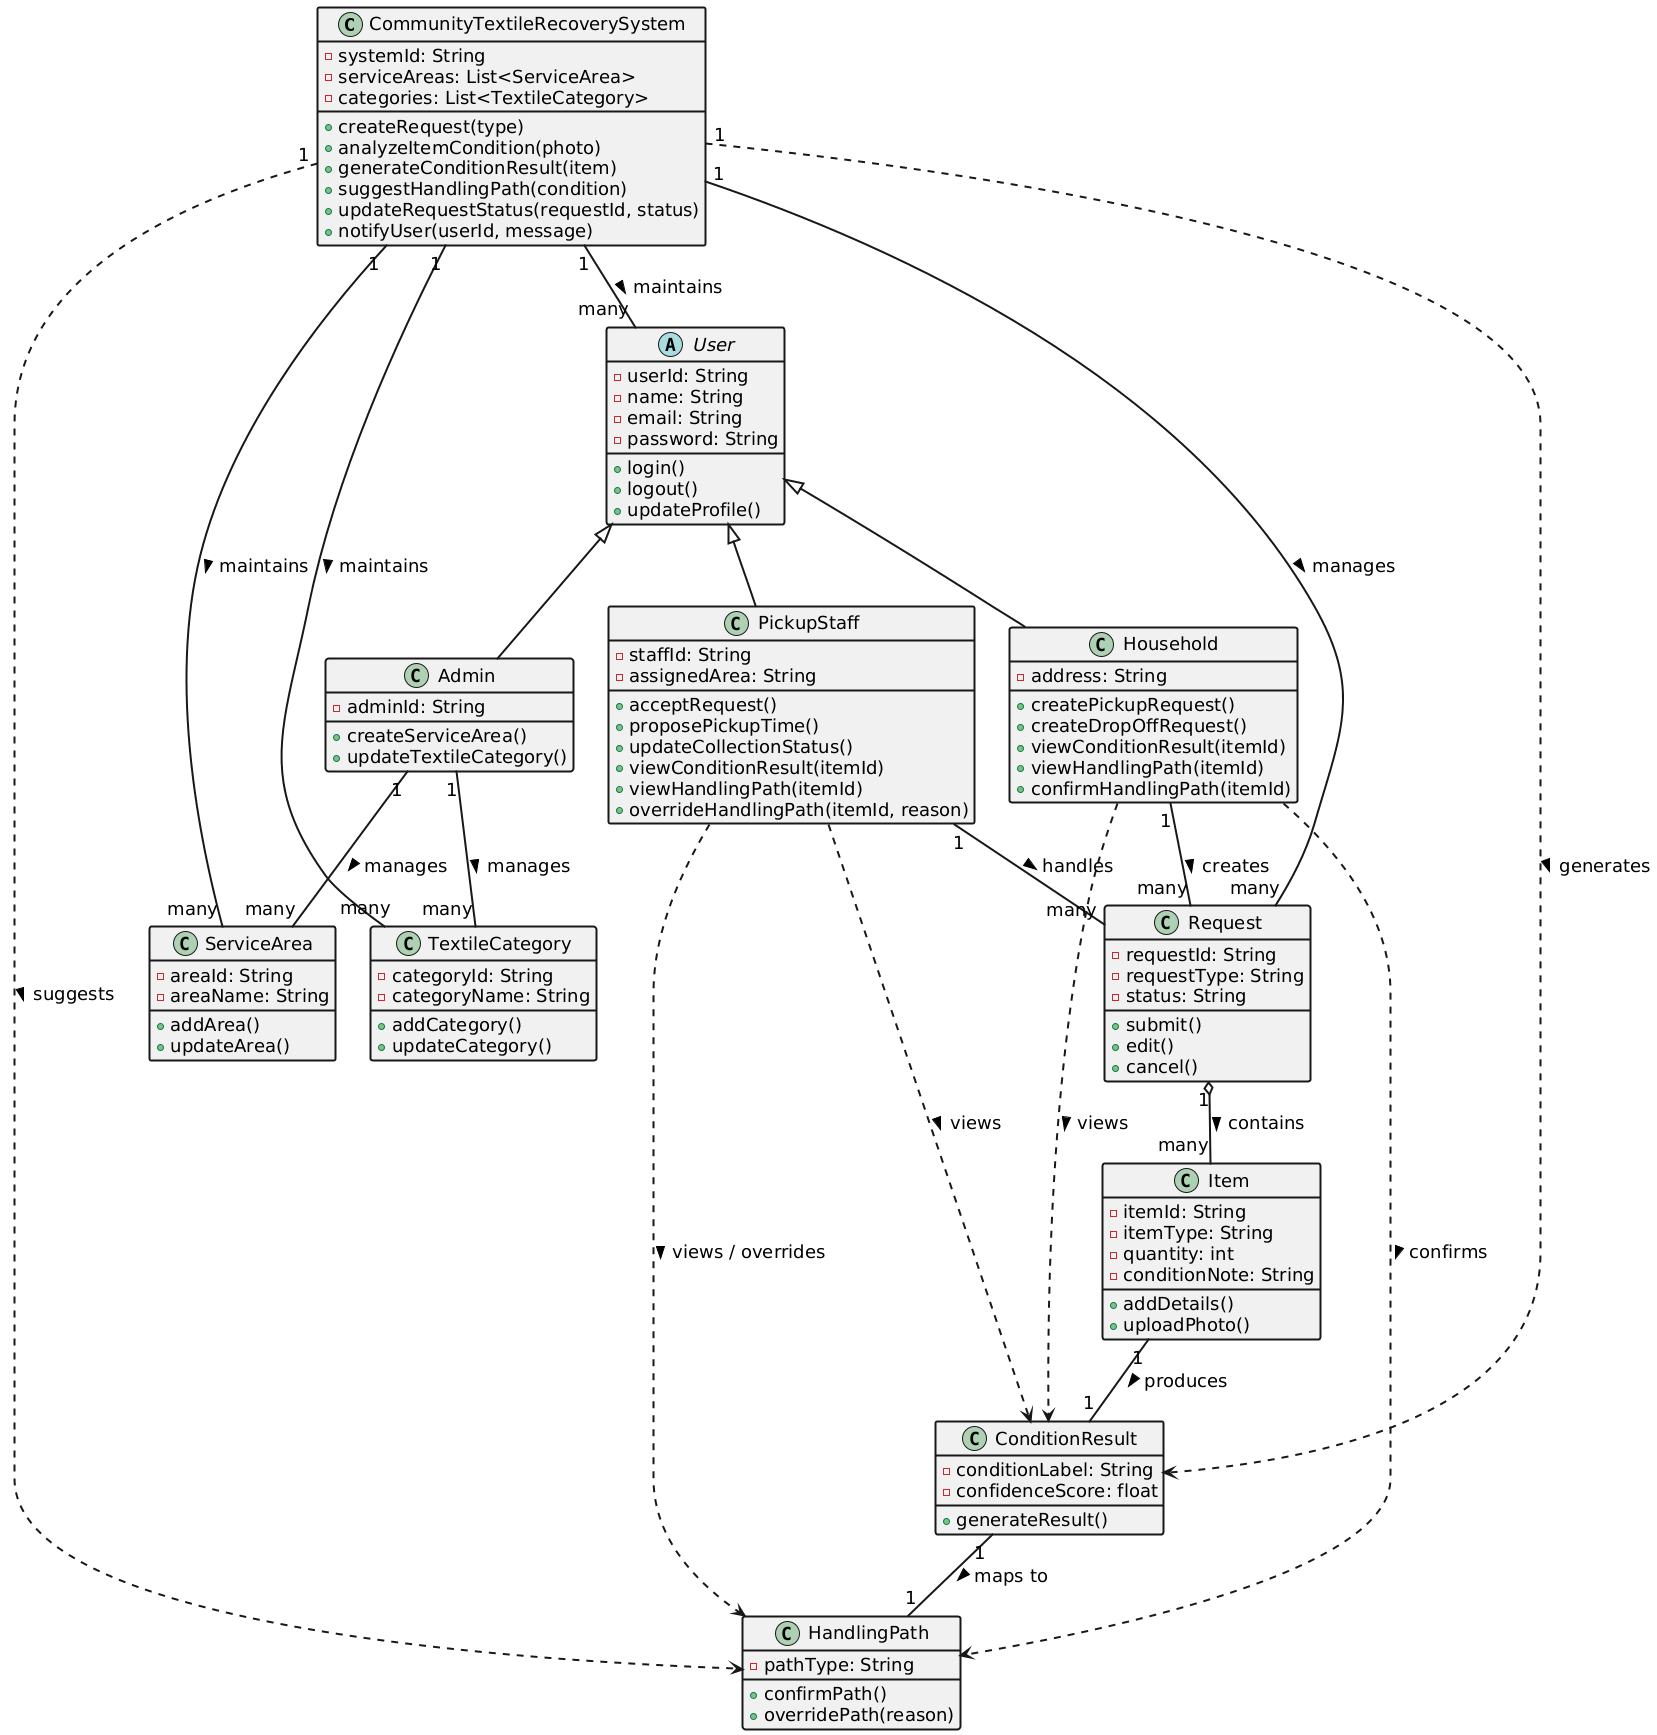 C CommunityTextileRecoverySystem
systemId: String
serviceAreas: List<ServiceArea>
categories: List<TextileCategory>
createRequest(type)
analyzeItemCondition(photo)
generateConditionResult(item)
suggestHandlingPath(condition)
updateRequestStatus(requestId, status)
notifyUser(userId, message)
1
1
1
1
1
1
maintains
many
A User
userId: String
name: String
email: String
password: String
login()
logout()
updateProfile()
maintains
maintains
manages
C Admin
adminId: String
createServiceArea()
updateTextileCategory()
C PickupStaff
staffId: String
assignedArea: String
acceptRequest()
proposePickupTime()
updateCollectionStatus()
viewConditionResult(itemId)
viewHandlingPath(itemId)
overrideHandlingPath(itemId, reason)
C Household
address: String
createPickupRequest()
createDropOffRequest()
viewConditionResult(itemId)
viewHandlingPath(itemId)
confirmHandlingPath(itemId)
1
1
1
1
manages
manages
handles
creates
generates
many
many
many
many
many
many
many
C ServiceArea
areaId: String
areaName: String
addArea()
updateArea()
C TextileCategory
categoryId: String
categoryName: String
addCategory()
updateCategory()
C Request
requestId: String
requestType: String
status: String
submit()
edit()
cancel()
suggests
1
views
views
contains
many
C Item
itemId: String
itemType: String
quantity: int
conditionNote: String
addDetails()
uploadPhoto()
views / overrides
confirms
1
produces
1
C ConditionResult
conditionLabel: String
confidenceScore: float
generateResult()
1
maps to
1
C HandlingPath
pathType: String
confirmPath()
overridePath(reason)